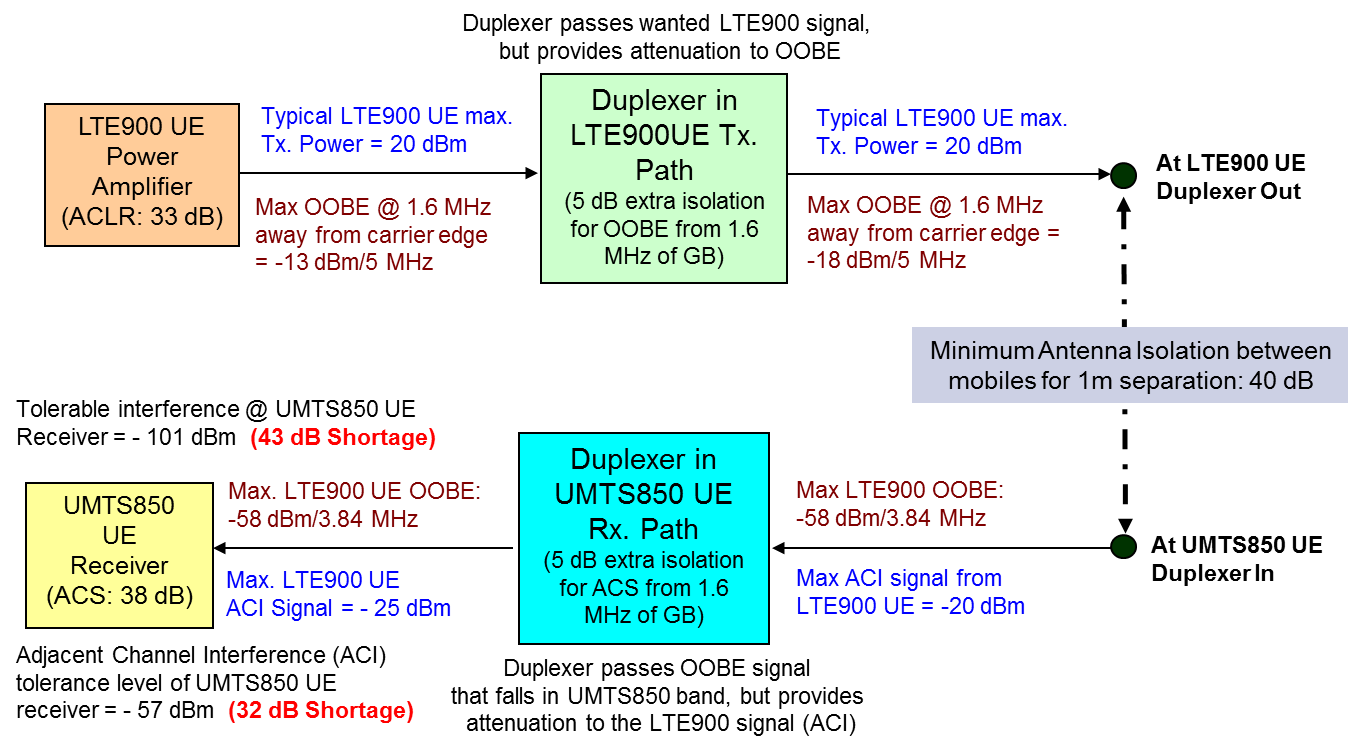 Duplexer passes wanted LTE900 signal,
but provides attenuation to OOBE
LTE900 UE
Power
Amplifier
(ACLR: 33 dB)
Typical LTE900 UE max.
Tx. Power = 20 dBm
Max OOBE @ 1.6 MHz
away from carrier edge
= -13 dBm/5 MHz
Duplexer in
LTE900UE Tx.
Path
(5 dB extra isolation
for OOBE from 1.6
MHz of GB)
Typical LTE900 UE max.
Tx. Power = 20 dBm
Max OOBE @ 1.6 MHz
away from carrier edge =
-18 dBm/5 MHz
At LTE900 UE
Duplexer Out
Minimum Antenna Isolation between
mobiles for 1m separation: 40 dB
Tolerable interference @ UMTS850 UE
Receiver = - 101 dBm (43 dB Shortage)
UMTS850
UE
Receiver
(ACS: 38 dB)
Max. LTE900 UE OOBE:
-58 dBm/3.84 MHz
Max. LTE900 UE
ACI Signal = - 25 dBm
Duplexer in
UMTS850 UE
Rx. Path
(5 dB extra isolation
for ACS from 1.6
MHz of GB)
Max LTE900 OOBE:
-58 dBm/3.84 MHz
Max ACI signal from
LTE900 UE = -20 dBm
At UMTS850 UE
Duplexer In
Adjacent Channel Interference (ACI)
tolerance level of UMTS850 UE
receiver = - 57 dBm (32 dB Shortage)
Duplexer passes OOBE signal
that falls in UMTS850 band, but provides
attenuation to the LTE900 signal (ACI)